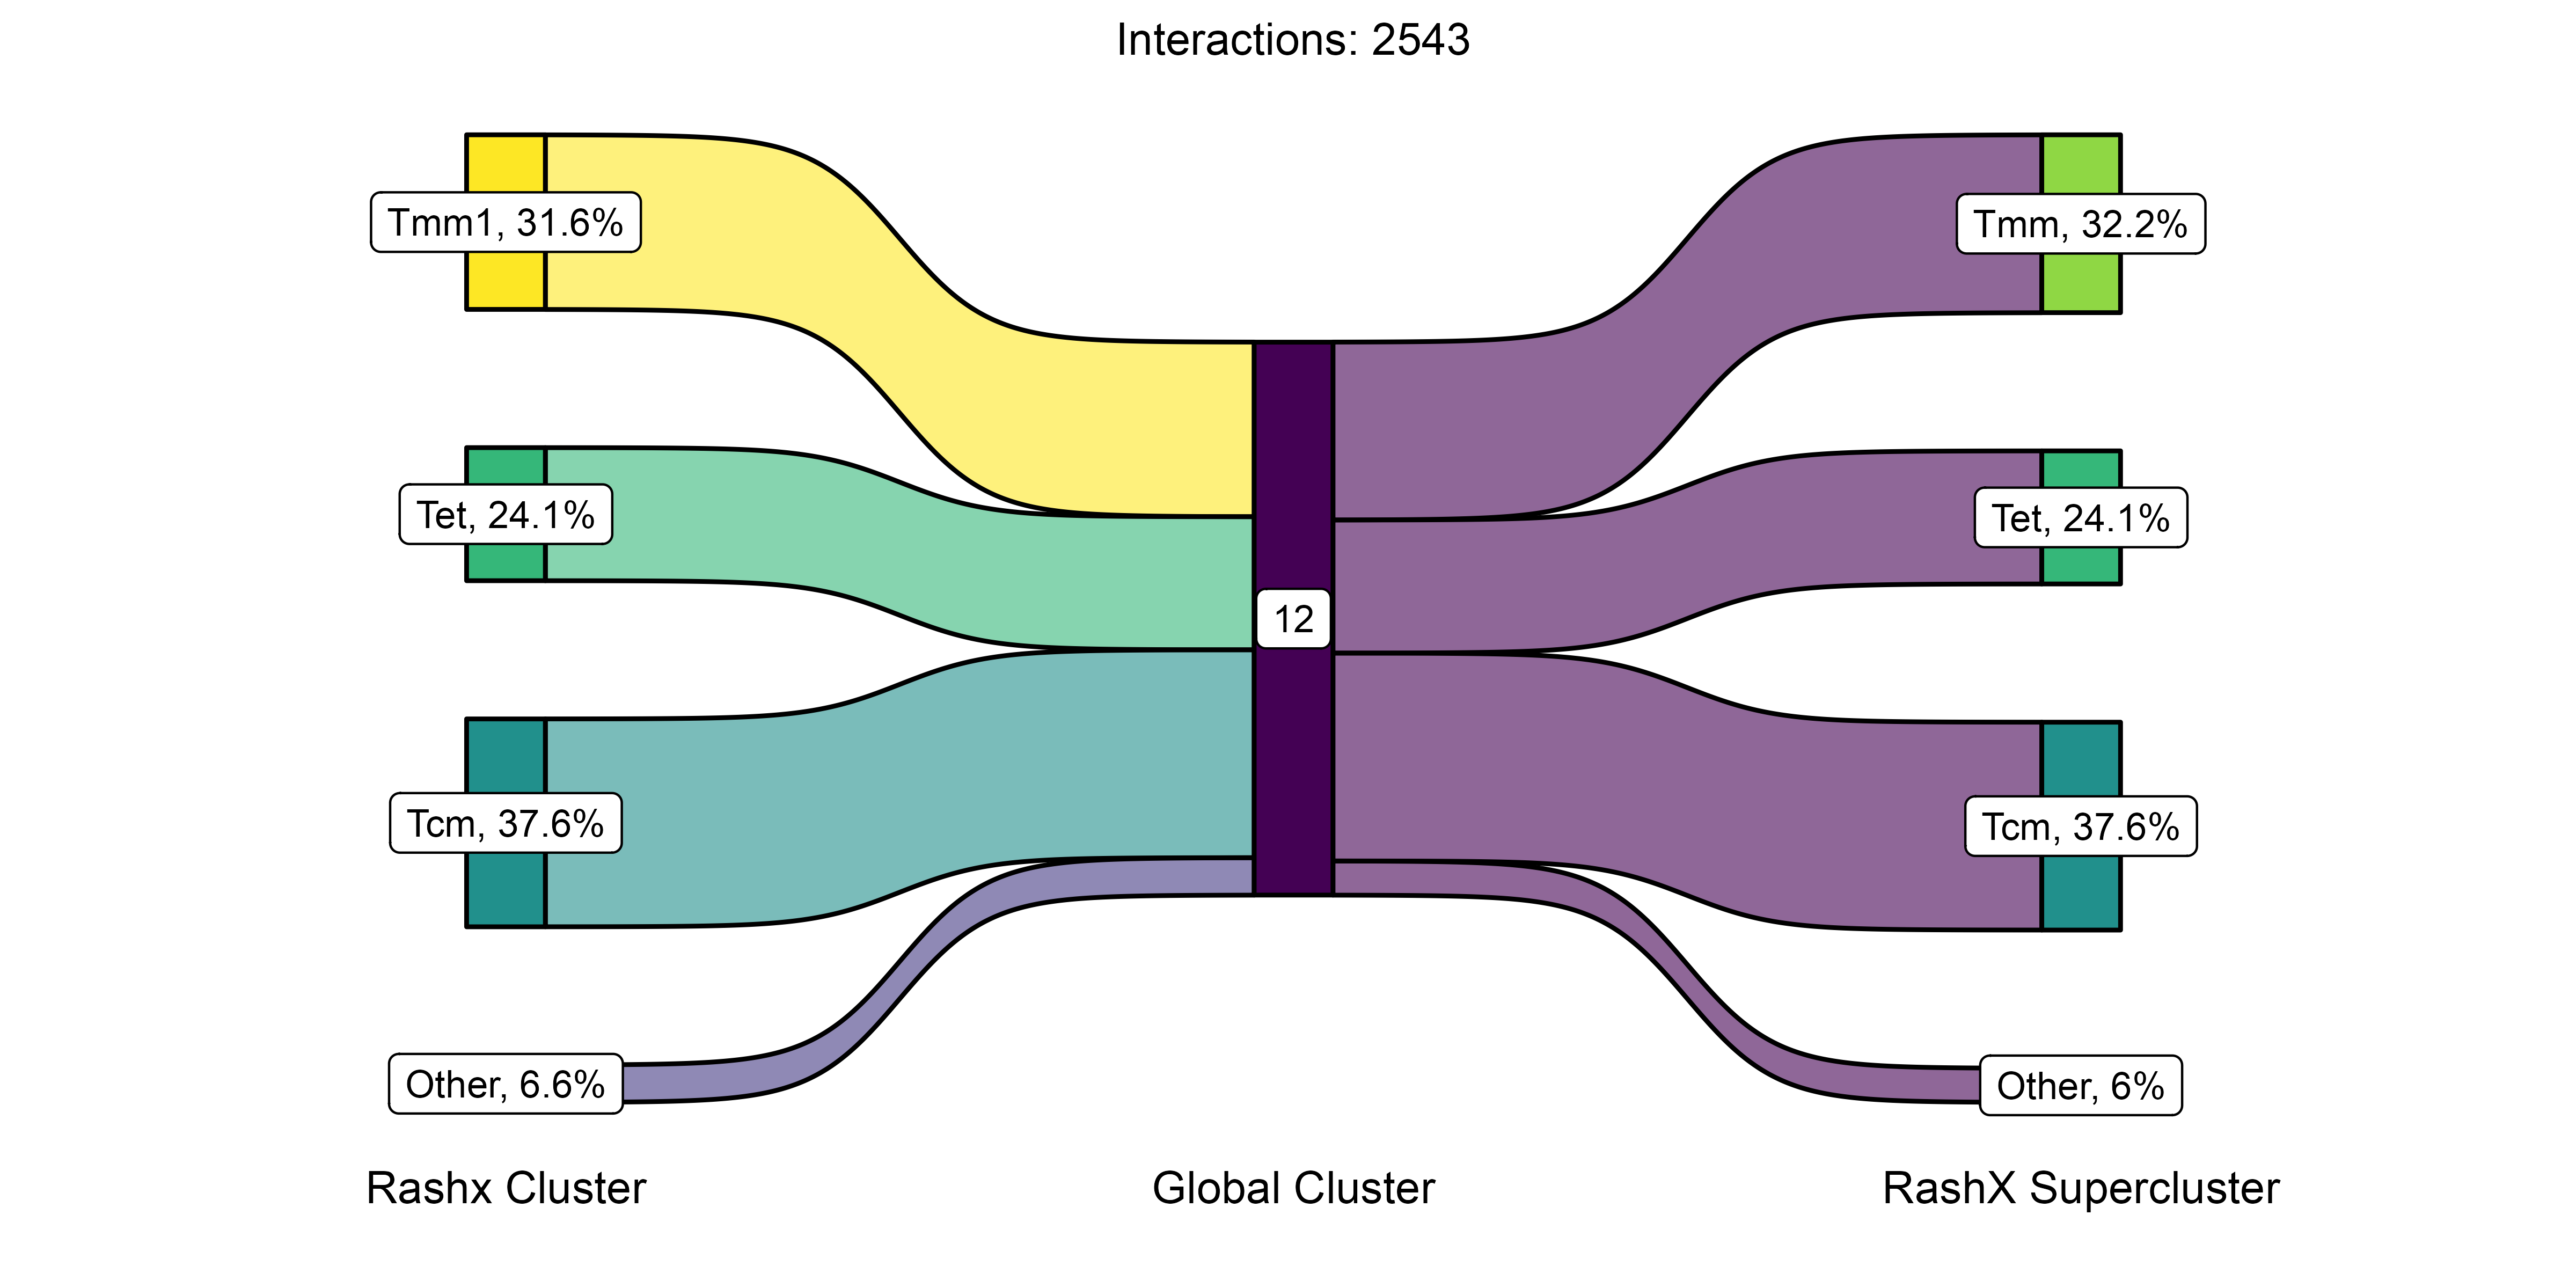 Interactions: 2543
Tmm1, 31.6%
Tmm, 32.2%
Tet, 24.1%
Tet, 24.1%
12
Tcm, 37.6%
Tcm, 37.6%
Other, 6.6%
Other, 6%
Rashx Cluster
Global Cluster
RashX Supercluster